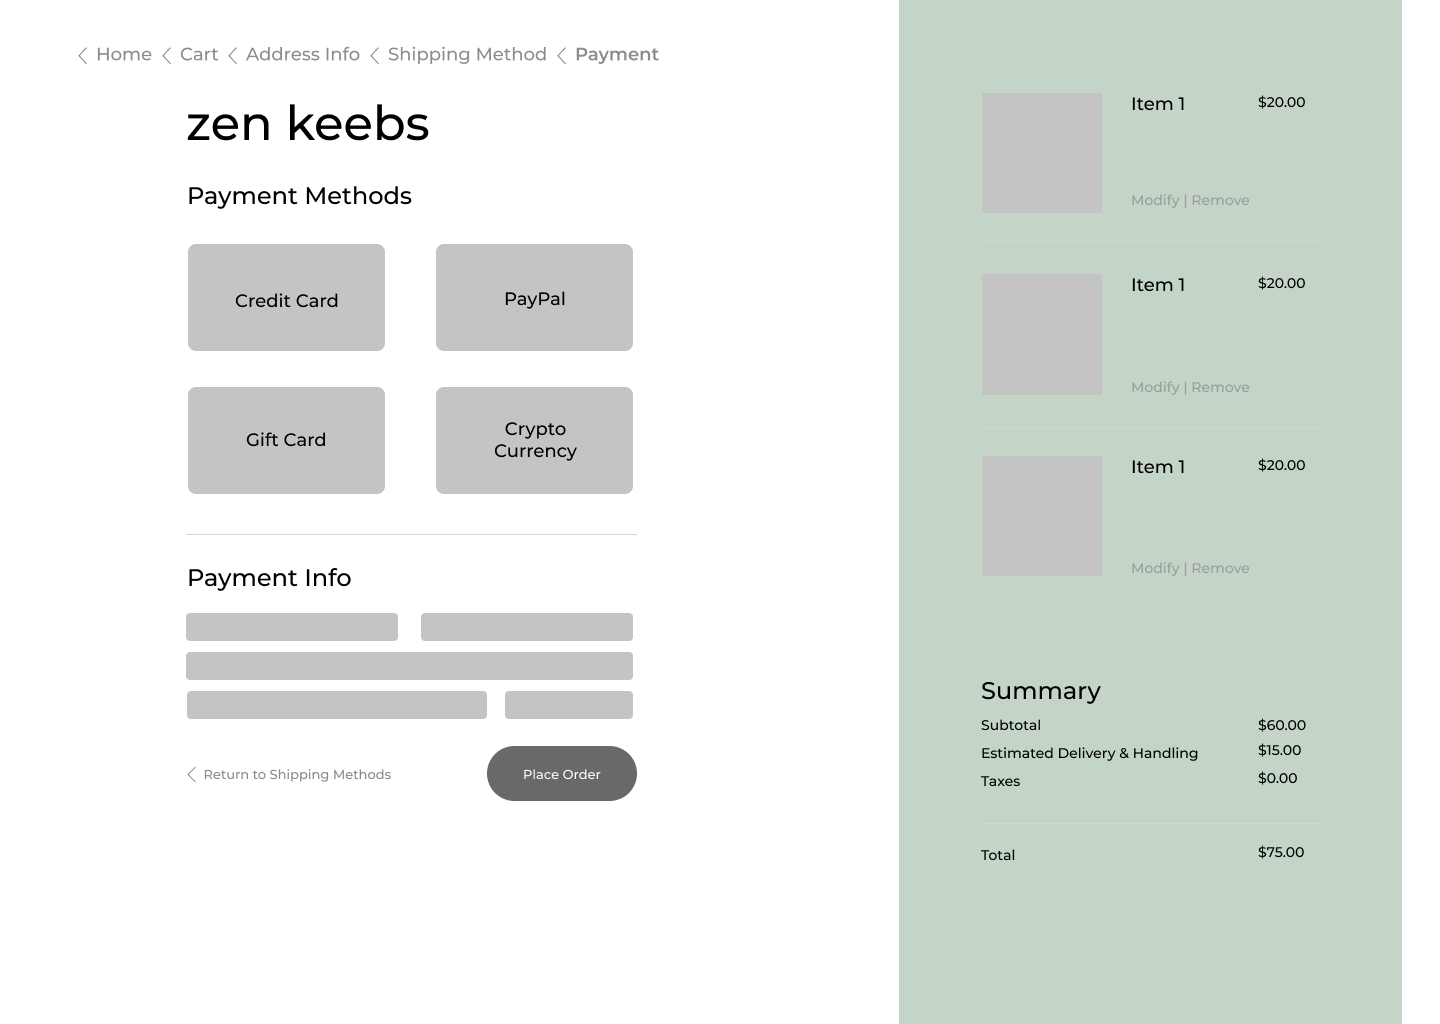 Home Cart Address Info Shipping Method Payment
zen keebs
Payment Methods
Credit Card
PayPal
Gift Card
Crypto
Currency
Payment Info
Return to Shipping Methods
Place Order
Item 1 $20.00
Modify | Remove
Item 1 $20.00
Modify | Remove
Item 1 $20.00
Modify | Remove
Summary
Subtotal $60.00
Estimated Delivery & Handling $15.00
Taxes $0.00
Total $75.00